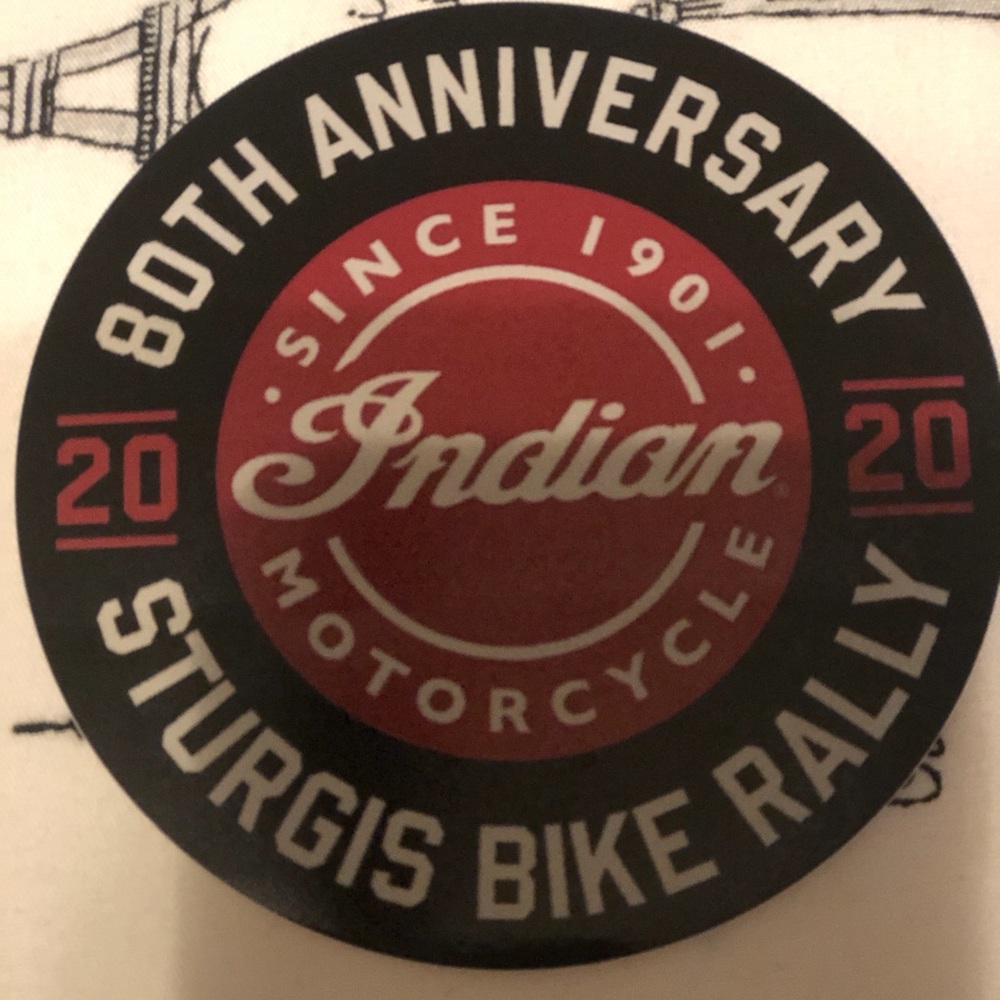 80TH ANNIVERSARY
20 20
STURGIS BIKE RALLY
· SINCE 1901 ·
Indian®
MOTORCYCLE